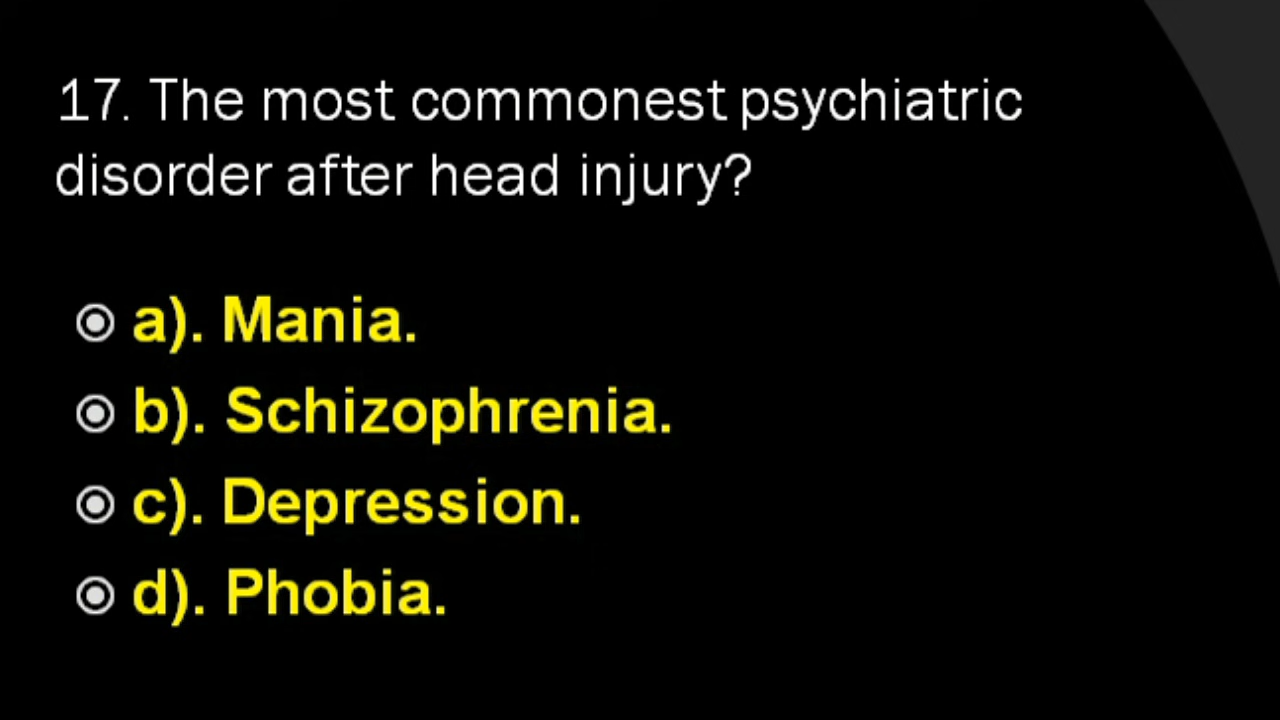 17. The most commonest psychiatric
disorder after head injury?
a). Mania.
b). Schizophrenia.
c). Depression.
d). Phobia.